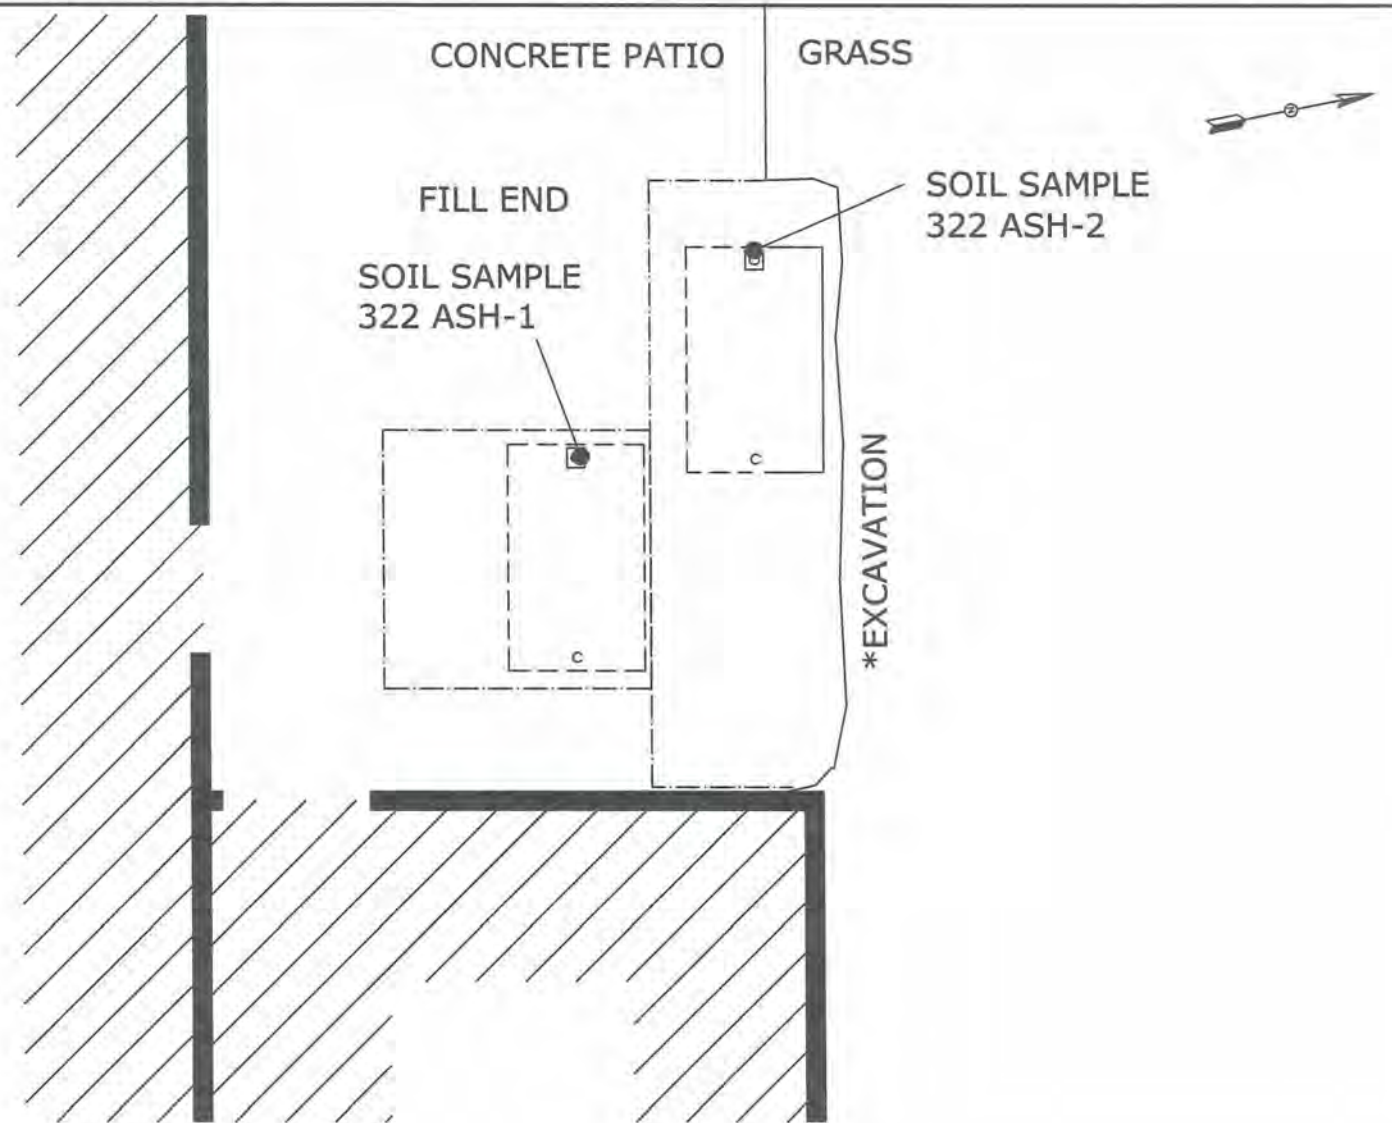 CONCRETE PATIO
GRASS
FILL END
SOIL SAMPLE
322 ASH-2
SOIL SAMPLE
322 ASH-1
*EXCAVATION
C
C
N